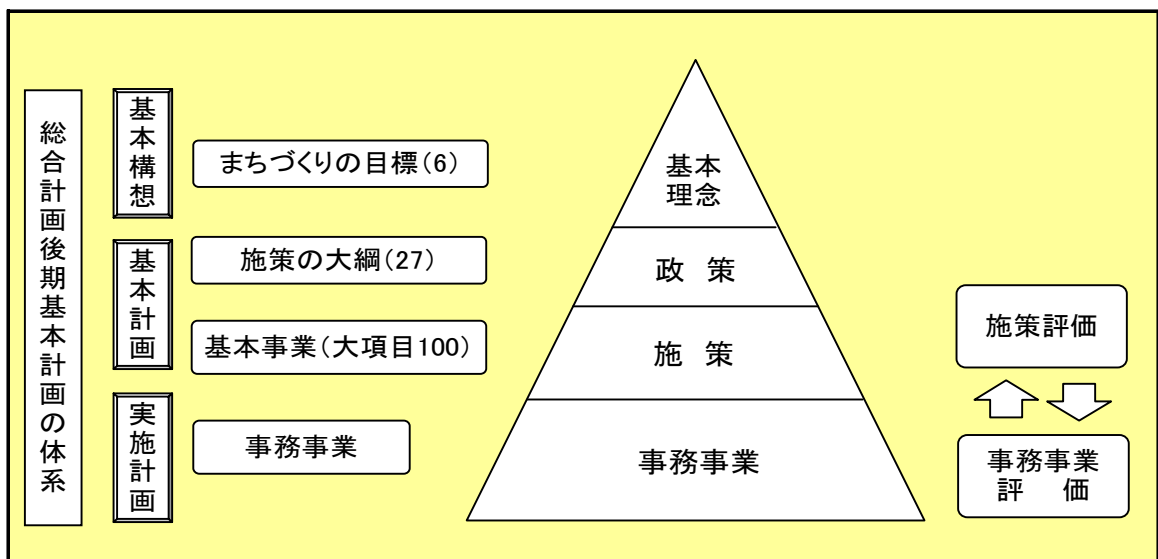 総合計画後期基本計画の体系
基本構想
まちづくりの目標(6)
基本計画
施策の大綱(27)
基本事業(大項目100)
実施計画
事務事業
基本
理念
政 策
施 策
事務事業
施策評価
事務事業
評 価